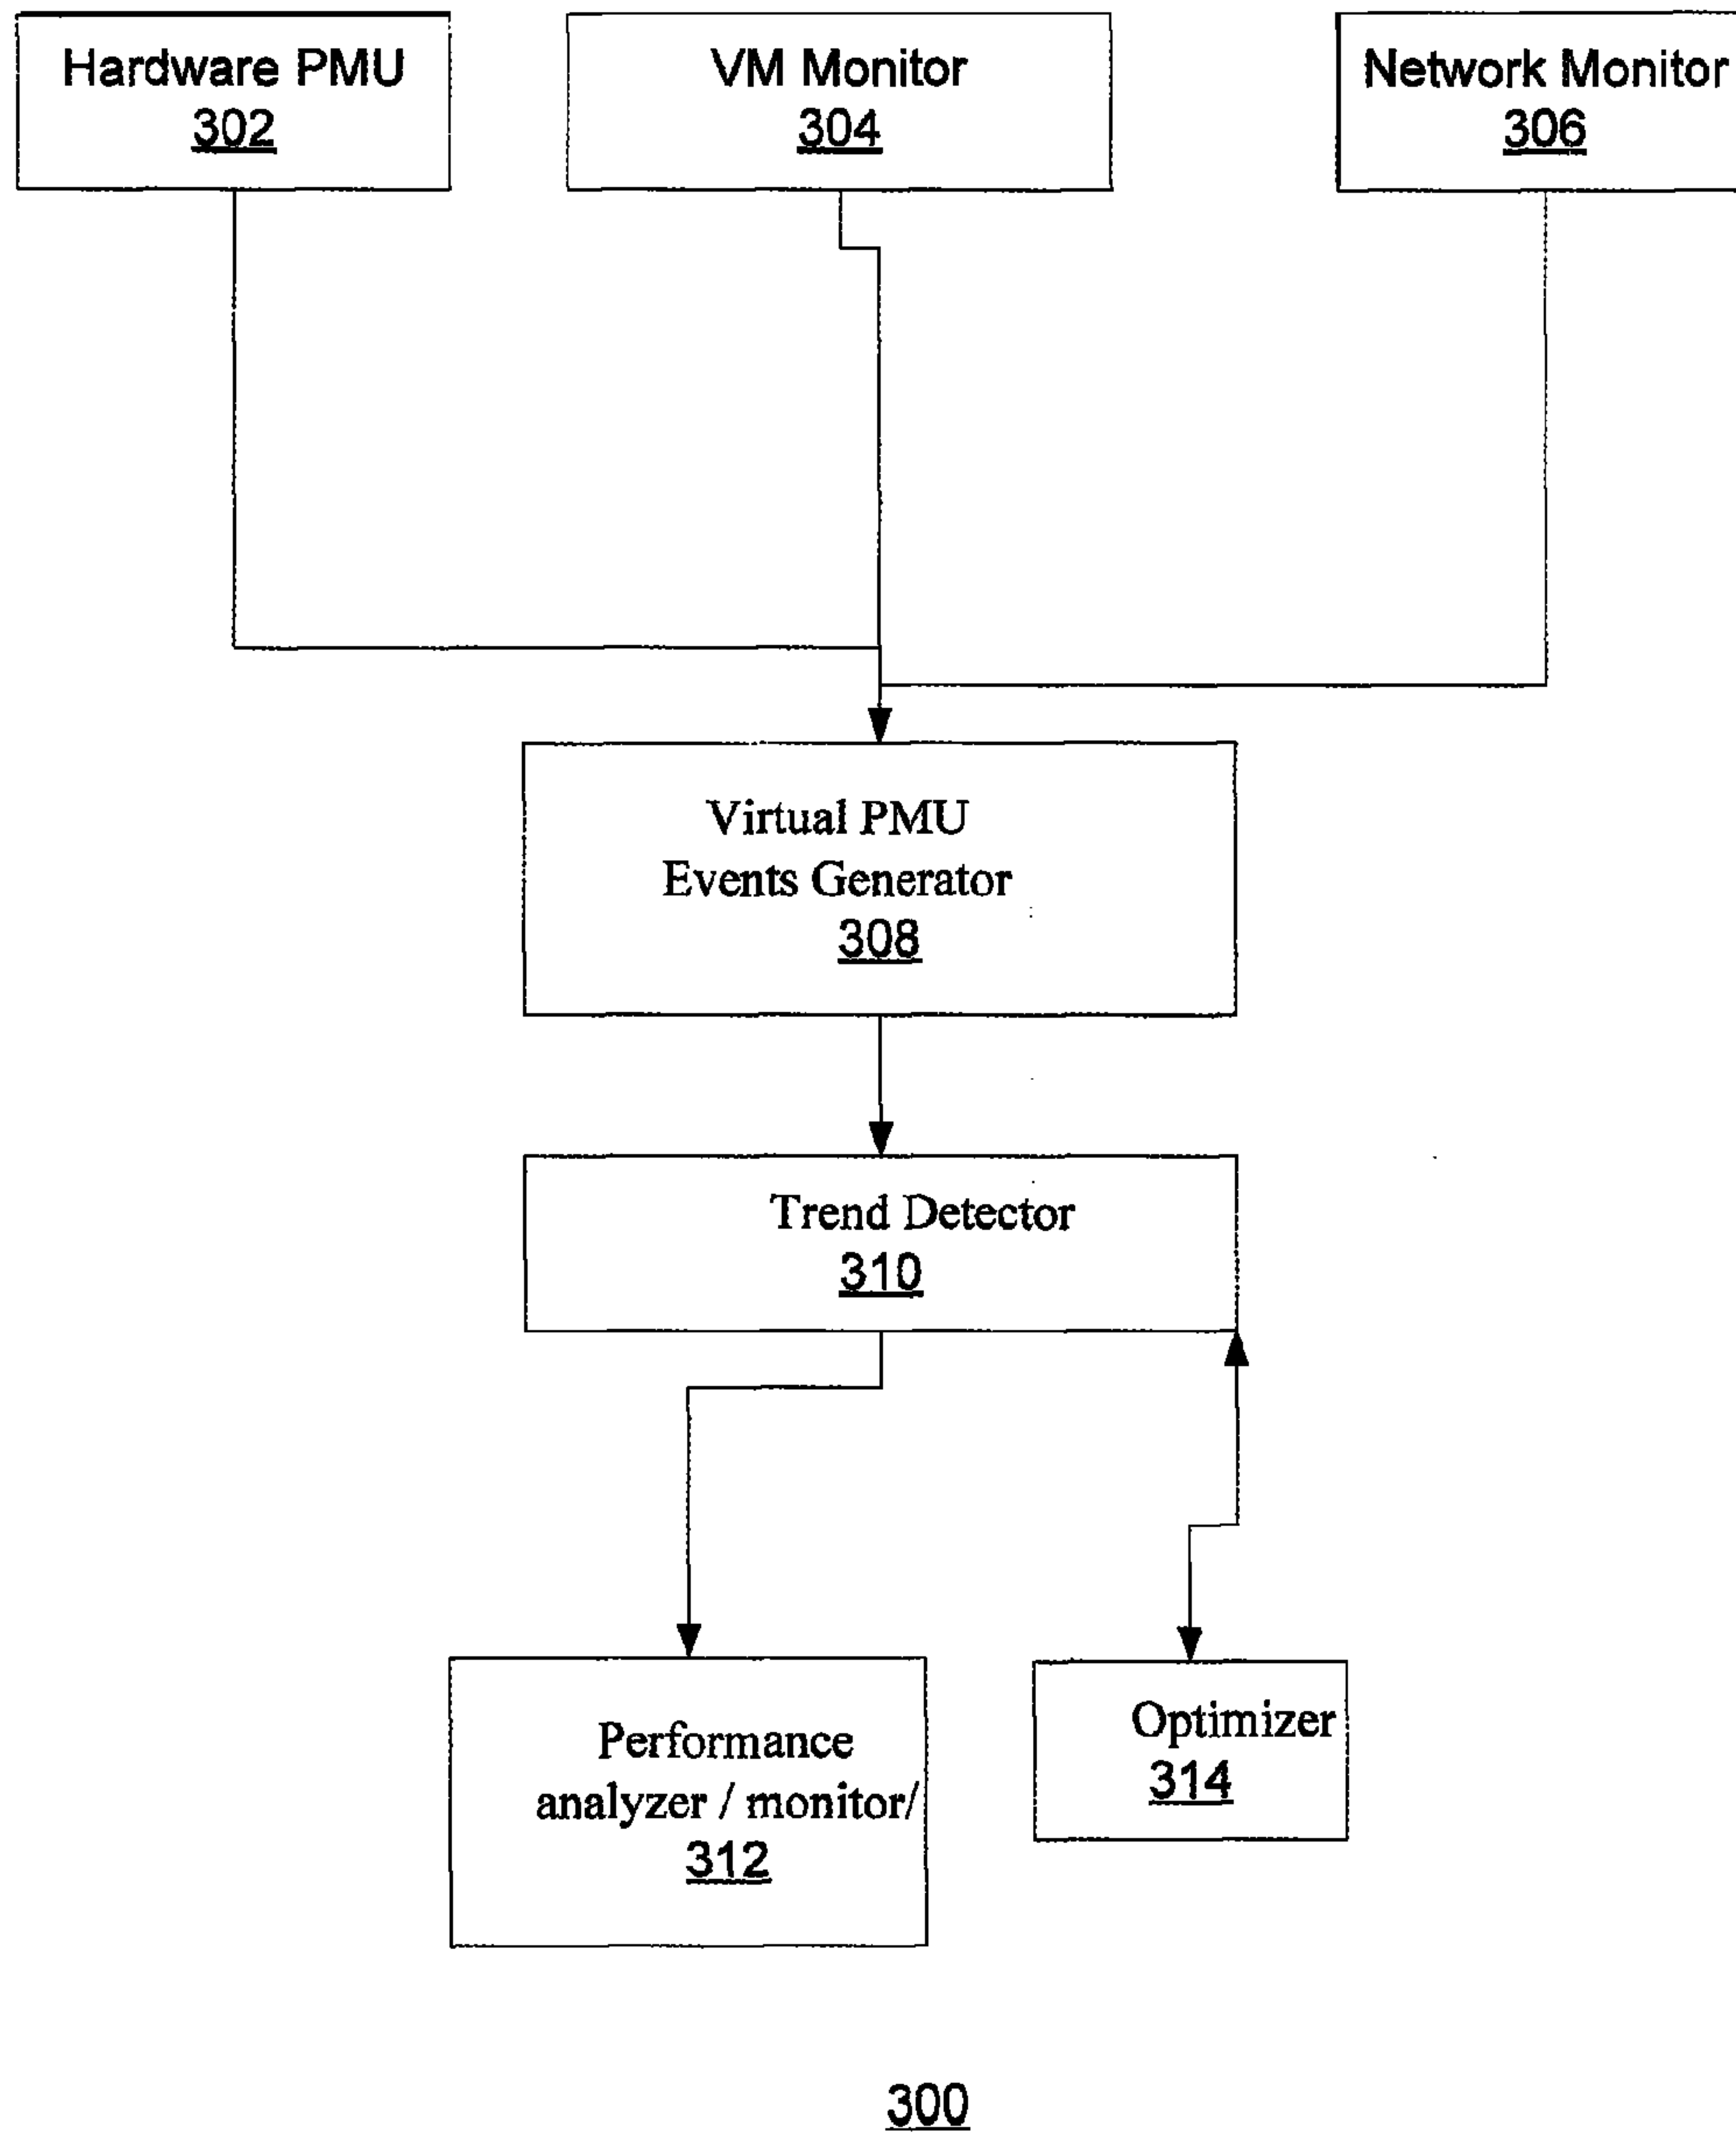 Hardware PMU
302
VM Monitor
304
Network Monitor
306
Virtual PMU
Events Generator
308
Trend Detector
310
Performance
analyzer / monitor/
312
Optimizer
314
300